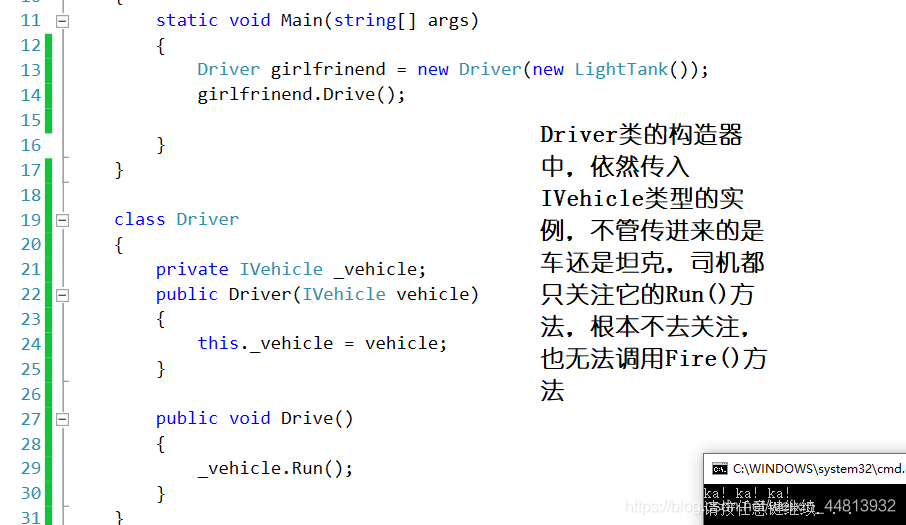 11 static void Main(string[] args)
12 {
13 Driver girlfrinend = new Driver(new LightTank());
14 girlfrinend.Drive();
15
16 }
17 }
18
19 class Driver
20 {
21 private IVehicle _vehicle;
22 public Driver(IVehicle vehicle)
23 {
24 this._vehicle = vehicle;
25 }
26
27 public void Drive()
28 {
29 _vehicle.Run();
30 }
31 }
Driver类的构造器
中，依然传入
IVehicle类型的实
例，不管传进来的是
车还是坦克，司机都
只关注它的Run()方
法，根本不去关注，
也无法调用Fire()方
法
C:\WINDOWS\system32\cmd.
ka! ka! ka!
请按任意键继续. .